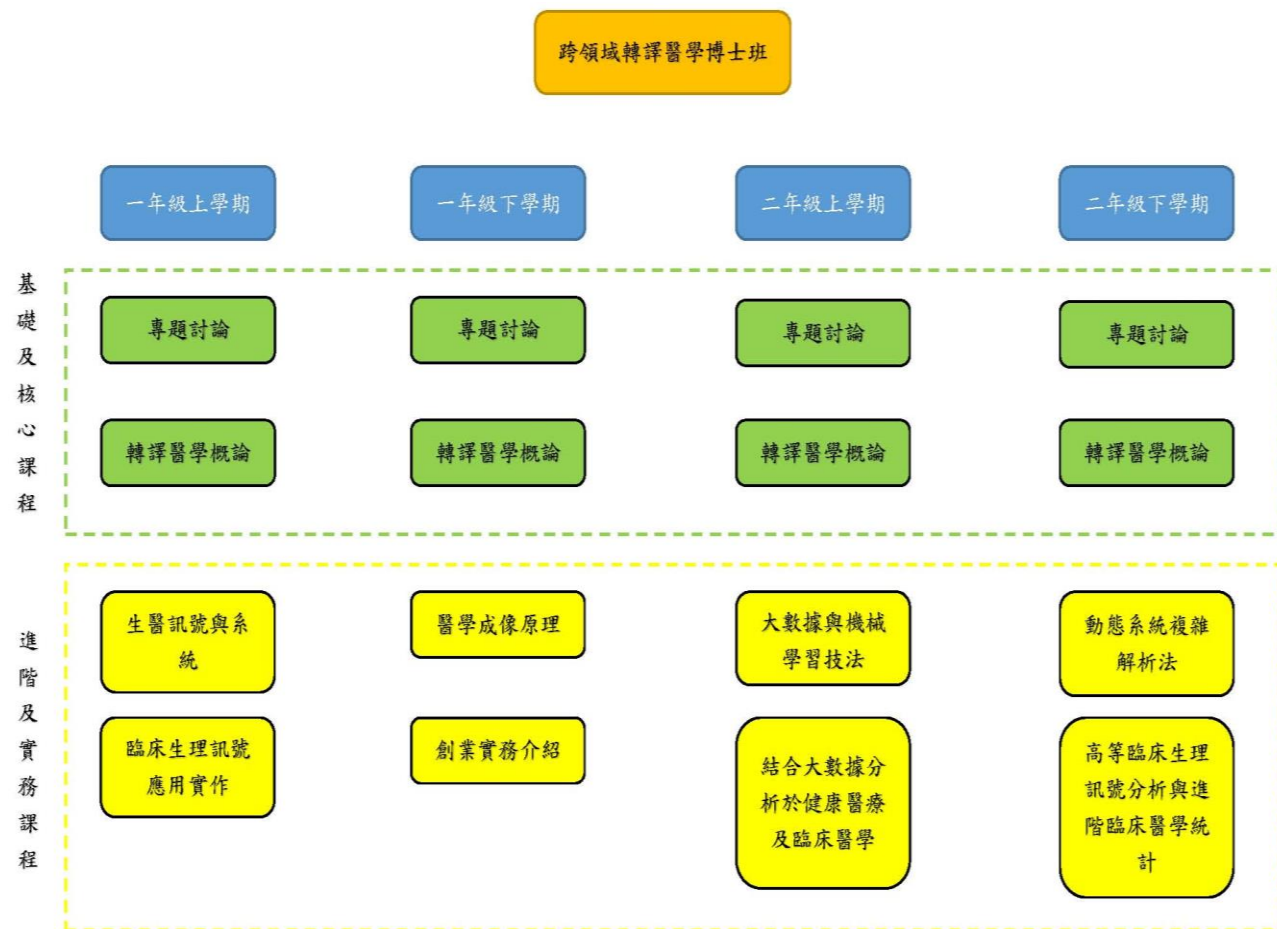 跨領域轉譯醫學博士班
一年級上學期
一年級下學期
二年級上學期
二年級下學期
基礎及核心課程
專題討論
專題討論
專題討論
專題討論
轉譯醫學概論
轉譯醫學概論
轉譯醫學概論
轉譯醫學概論
進階及實務課程
生醫訊號與系
統
醫學成像原理
大數據與機械
學習技法
動態系統複雜
解析法
臨床生理訊號
應用實作
創業實務介紹
結合大數據分
析於健康醫療
及臨床醫學
高等臨床生理
訊號分析與進
階臨床醫學統
計